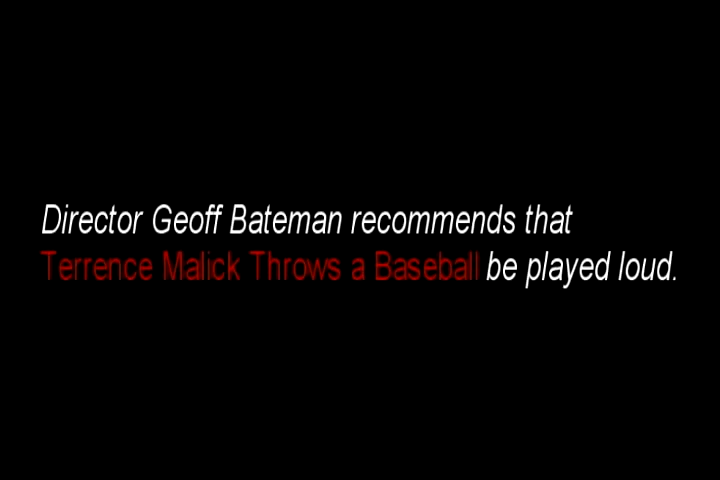 Director Geoff Bateman recommends that
Terrence Malick Throws a Baseball be played loud.